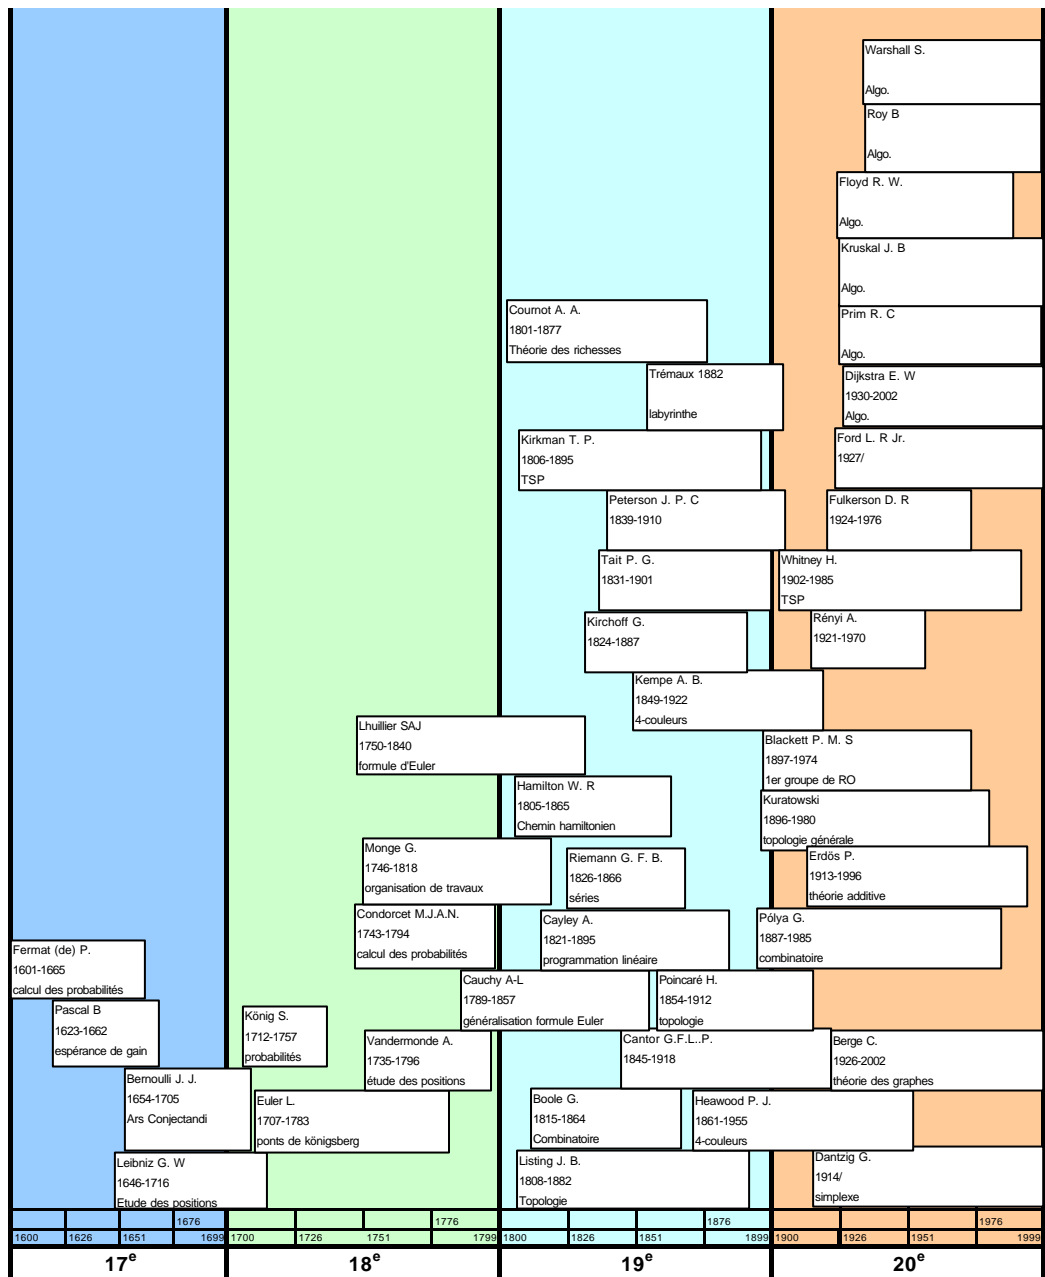 Warshall S.
Algo.
Roy B
Algo.
Floyd R. W.
Algo.
Kruskal J. B
Algo.
Cournot A. A.
1801-1877
Théorie des richesses
Prim R. C
Algo.
Trémaux 1882
labyrinthe
Dijkstra E. W
1930-2002
Algo.
Kirkman T. P.
1806-1895
TSP
Ford L. R Jr.
1927/
Peterson J. P. C
1839-1910
Fulkerson D. R
1924-1976
Tait P. G.
1831-1901
Whitney H.
1902-1985
TSP
Kirchoff G.
1824-1887
Rényi A.
1921-1970
Kempe A. B.
1849-1922
4-couleurs
Lhuillier SAJ
1750-1840
formule d'Euler
Blackett P. M. S
1897-1974
1er groupe de RO
Hamilton W. R
1805-1865
Chemin hamiltonien
Kuratowski
1896-1980
topologie générale
Monge G.
1746-1818
organisation de travaux
Riemann G. F. B.
1826-1866
séries
Erdös P.
1913-1996
théorie additive
Condorcet M.J.A.N.
1743-1794
calcul des probabilités
Cayley A.
1821-1895
programmation linéaire
Pólya G.
1887-1985
combinatoire
Fermat (de) P.
1601-1665
calcul des probabilités
Cauchy A-L
1789-1857
généralisation formule Euler
Poincaré H.
1854-1912
topologie
Pascal B
1623-1662
espérance de gain
König S.
1712-1757
probabilités
Vandermonde A.
1735-1796
étude des positions
Cantor G.F.L..P.
1845-1918
Berge C.
1926-2002
théorie des graphes
Bernoulli J. J.
1654-1705
Ars Conjectandi
Euler L.
1707-1783
ponts de königsberg
Boole G.
1815-1864
Combinatoire
Heawood P. J.
1861-1955
4-couleurs
Leibniz G. W
1646-1716
Etude des positions
Listing J. B.
1808-1882
Topologie
Dantzig G.
1914/
simplexe
1676 1776 1876 1976
1600 1626 1651 1699 1700 1726 1751 1799 1800 1826 1851 1899 1900 1926 1951 1999
17e 18e 19e 20e